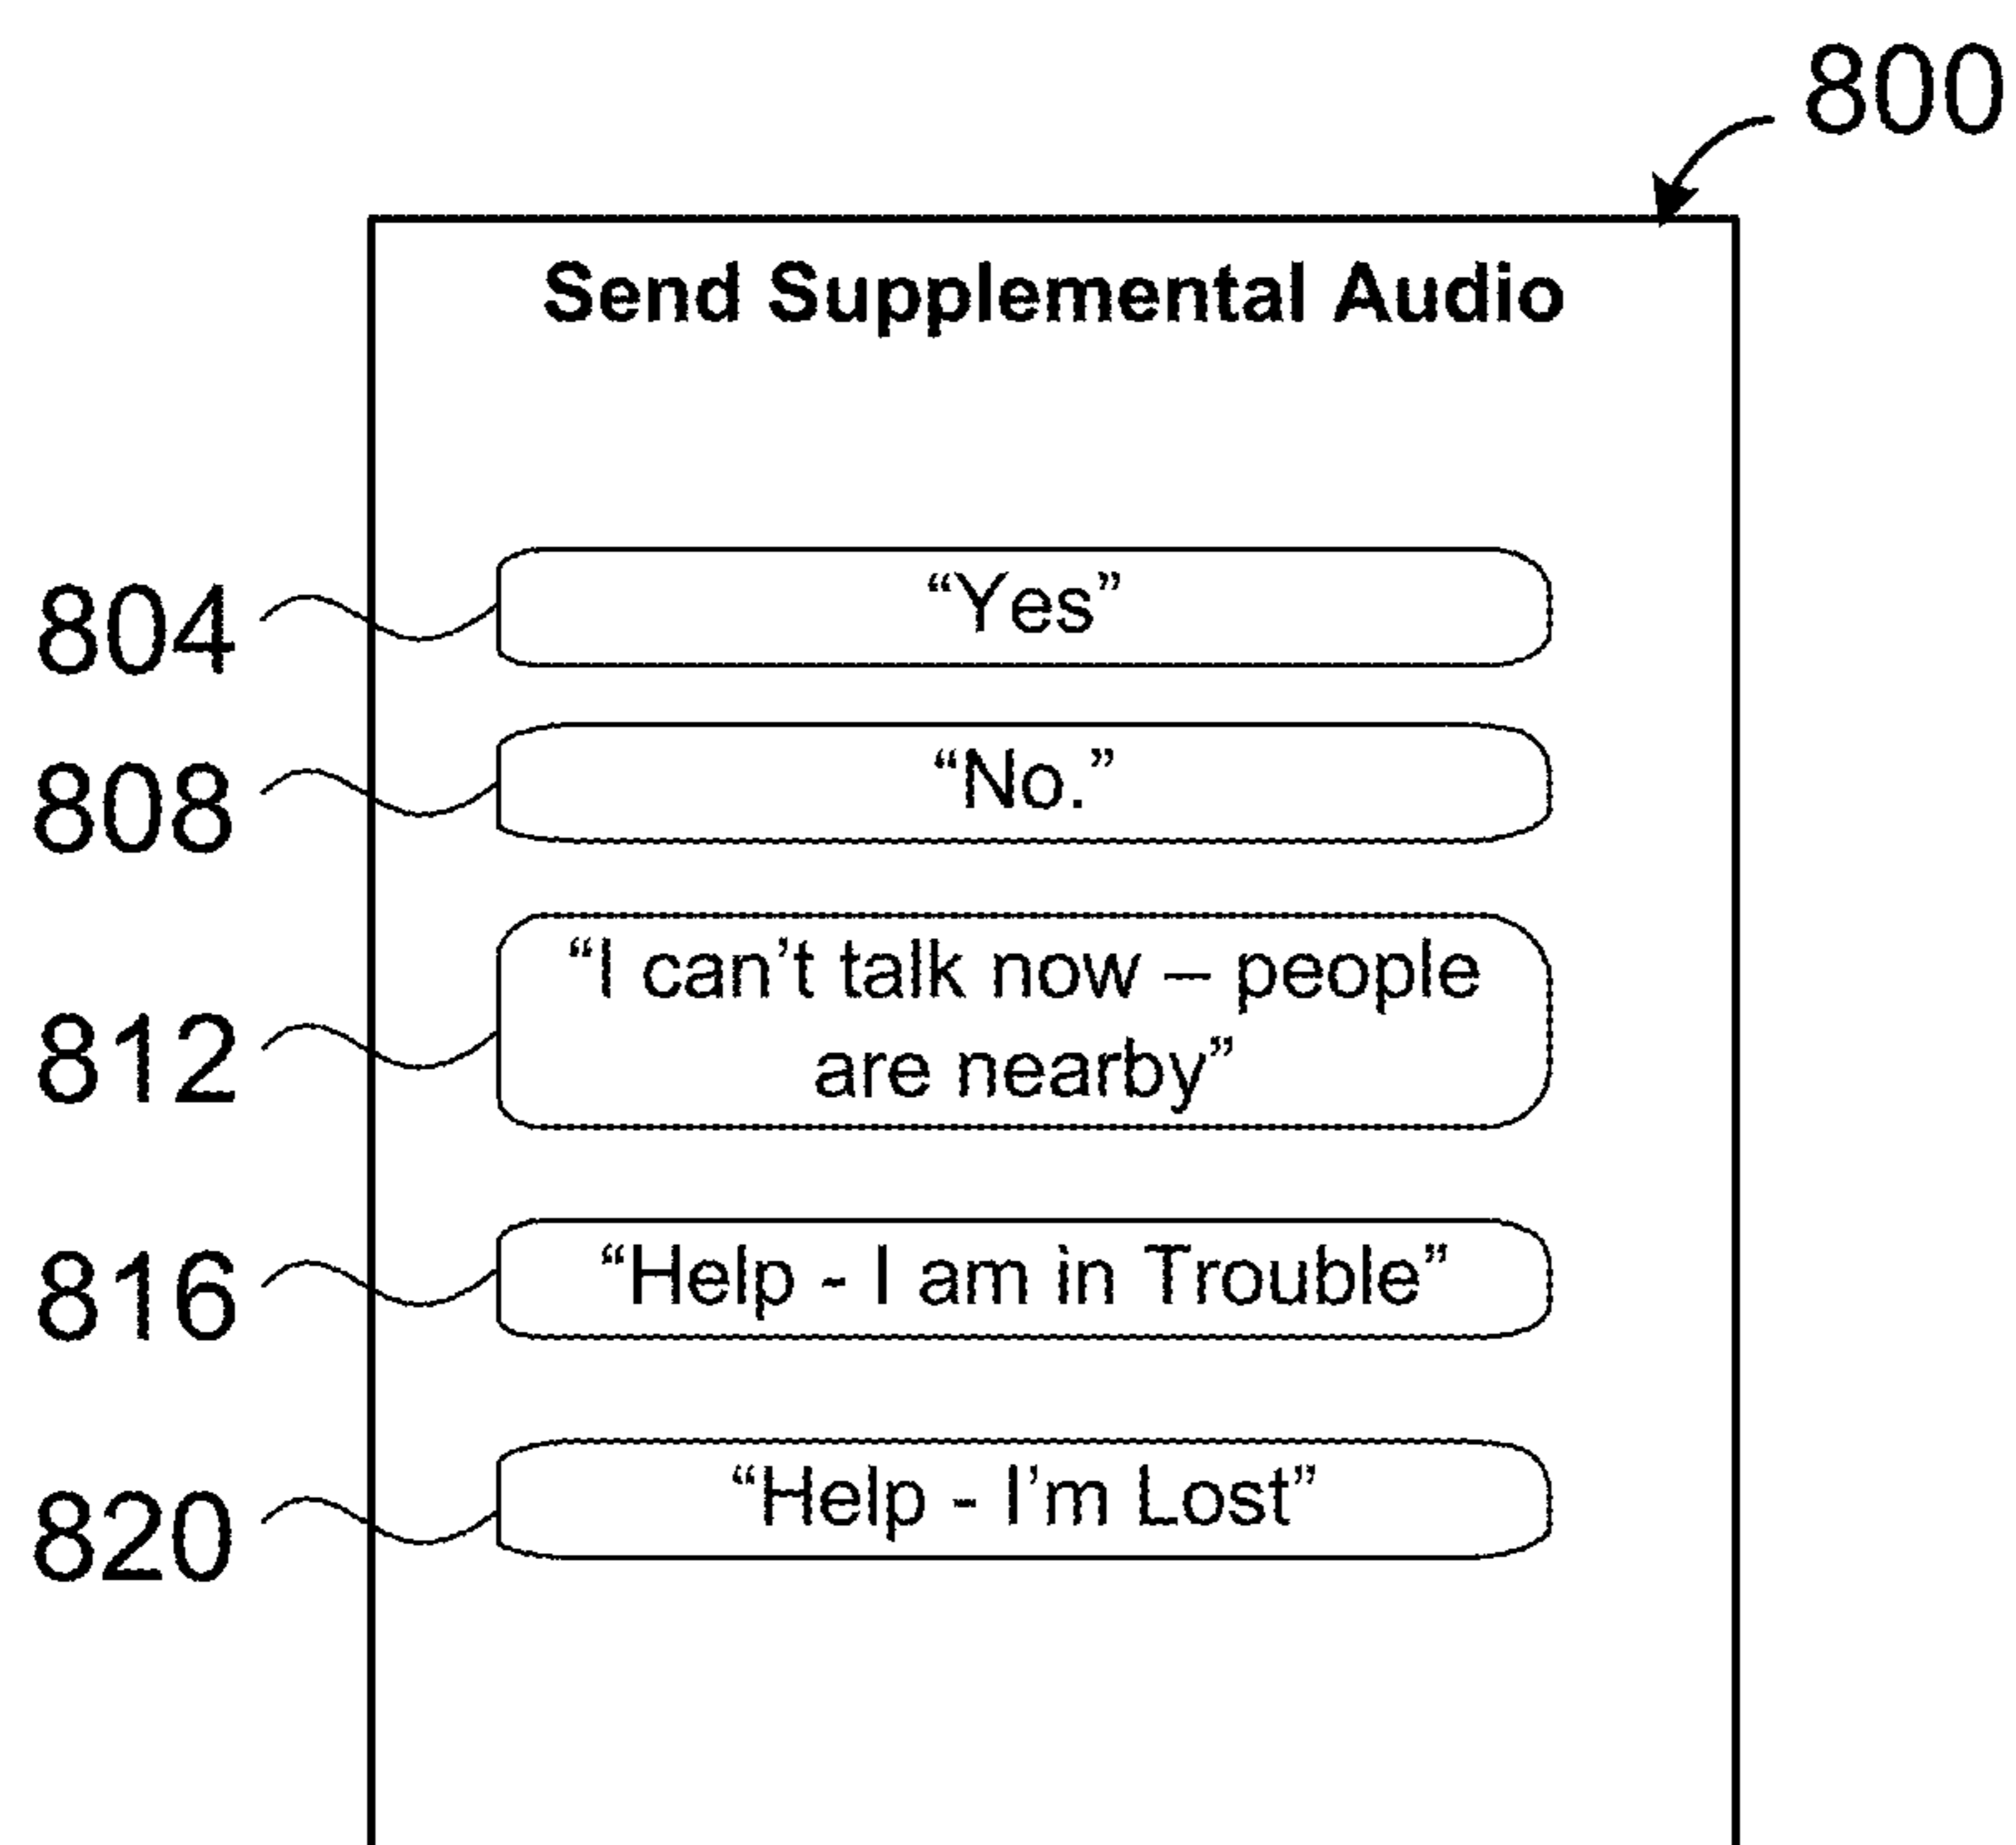 800
Send Supplemental Audio
804 “Yes”
808 “No.”
“I can’t talk now – people
812 are nearby”
816 “Help - I am in Trouble”
820 “Help - I’m Lost”